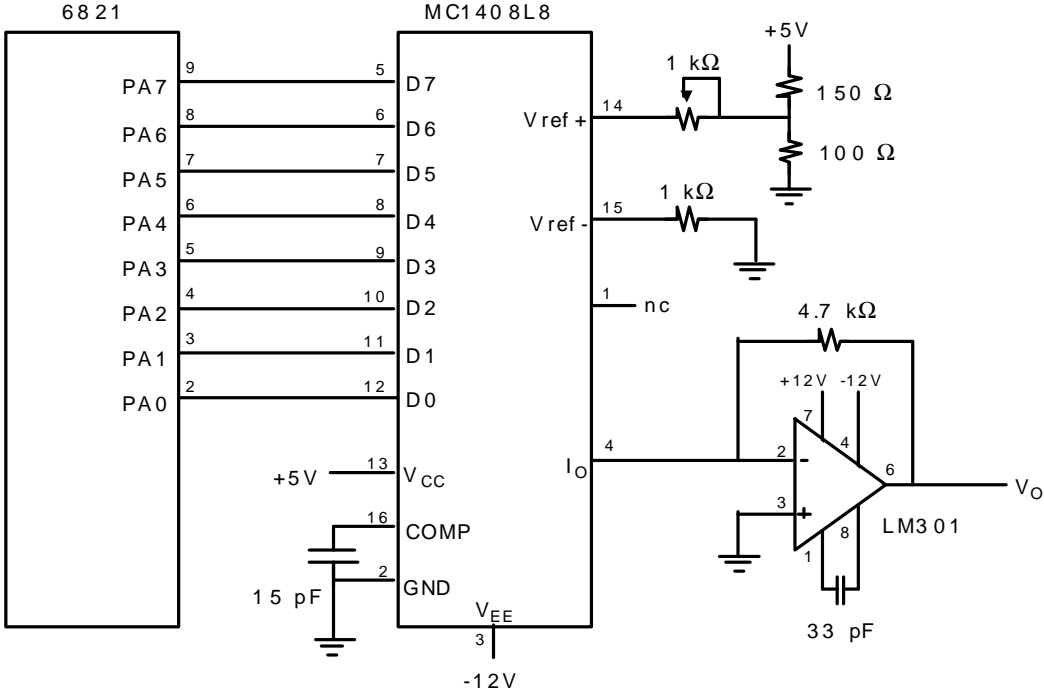 6821
MC1408L8
PA7
9
5
D7
PA6
8
6
D6
PA5
7
7
D5
PA4
6
8
D4
PA3
5
9
D3
PA2
4
10
D2
PA1
3
11
D1
PA0
2
12
D0
+5V
13
VCC
16
COMP
15 pF
2
GND
VEE
3
-12V
Vref+
14
1 kΩ
+5V
150 Ω
100 Ω
Vref-
15
1 kΩ
1
nc
4.7 kΩ
IO
4
+12V
-12V
7
4
2
-
3
+
6
VO
LM301
1
8
33 pF